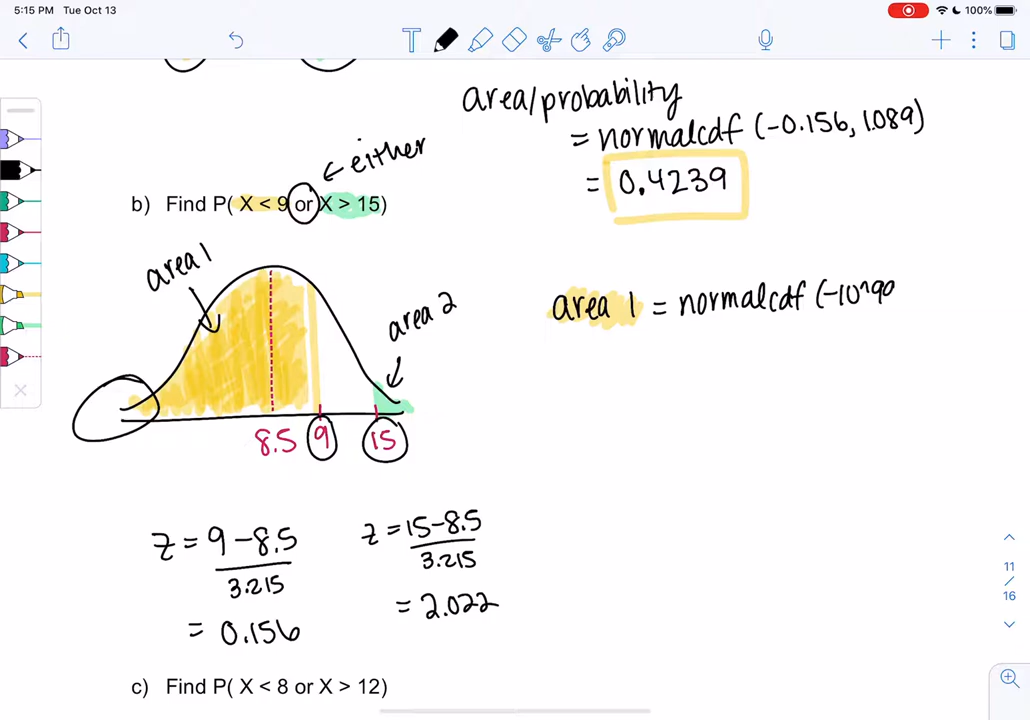 5:15 PM Tue Oct 13
100%
area/probability
= normalcdf (-0.156, 1.089)
= 0.4239
either
b) Find P( X < 9 or X > 15)
area 1
area 2
area 1 = normalcdf (-10^90
8.5 9 15
z = 9 - 8.5
3.215
= 0.156
z = 15 - 8.5
3.215
= 2.022
11
/
16
c) Find P( X < 8 or X > 12)